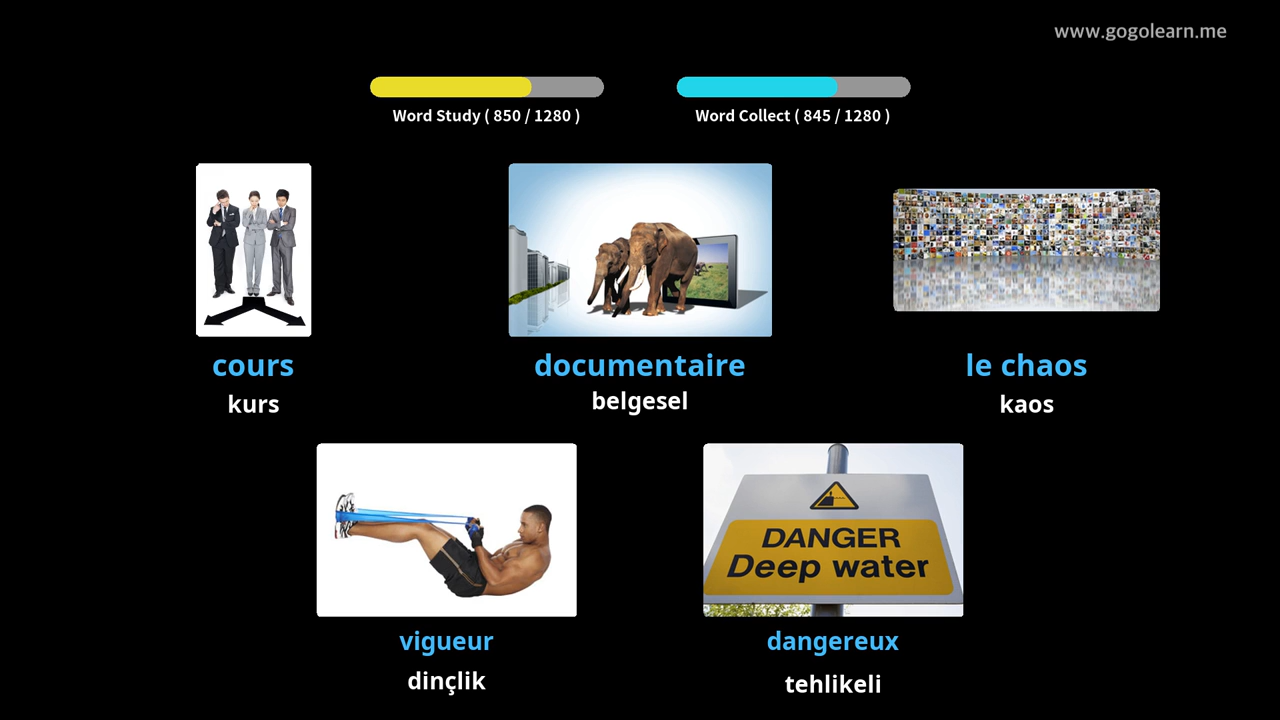 www.gogolearn.me
Word Study ( 850 / 1280 )
Word Collect ( 845 / 1280 )
cours
kurs
documentaire
belgesel
le chaos
kaos
DANGER
Deep water
vigueur
dinçlik
dangereux
tehlikeli